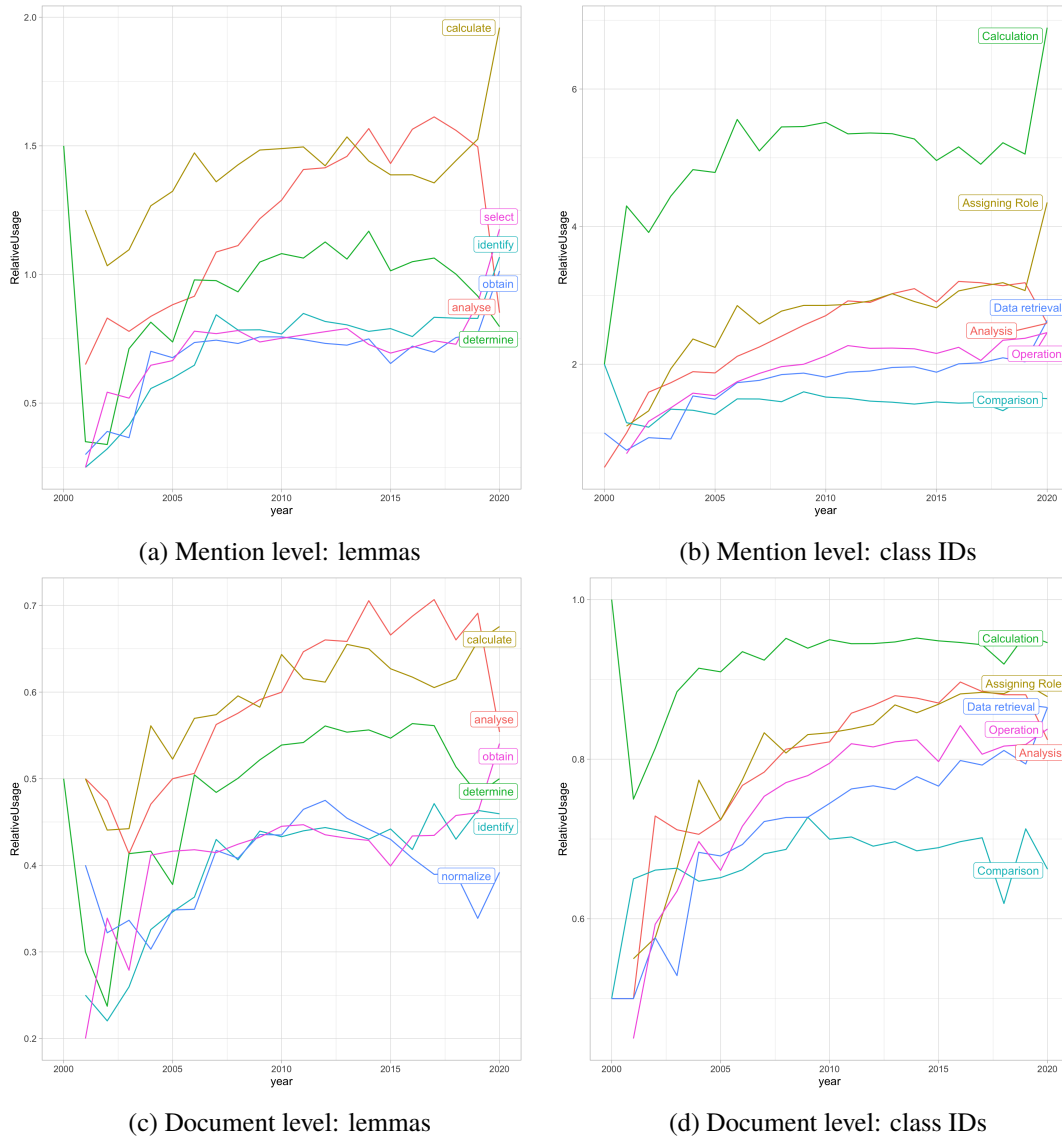 2.0
1.5
1.0
0.5
RelativeUsage
calculate
select
identify
obtain
analyse
determine
2000
2005
2010
2015
2020
year
(a) Mention level: lemmas
6
4
2
RelativeUsage
Calculation
Assigning Role
Data retrieval
Analysis
Operation
Comparison
2000
2005
2010
2015
2020
year
(b) Mention level: class IDs
0.7
0.6
0.5
0.4
0.3
0.2
RelativeUsage
calculate
analyse
obtain
determine
identify
normalize
2000
2005
2010
2015
2020
year
(c) Document level: lemmas
1.0
0.8
0.6
RelativeUsage
Calculation
Assigning Role
Data retrieval
Operation
Analysis
Comparison
2000
2005
2010
2015
2020
year
(d) Document level: class IDs